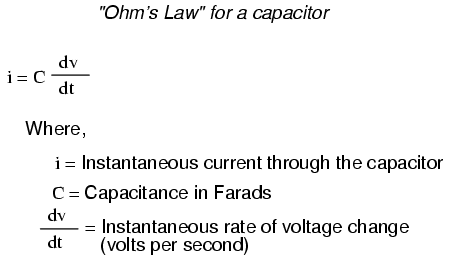 "Ohm's Law" for a capacitor
i = C dv/dt
Where,
i = Instantaneous current through the capacitor
C = Capacitance in Farads
dv/dt = Instantaneous rate of voltage change
(volts per second)